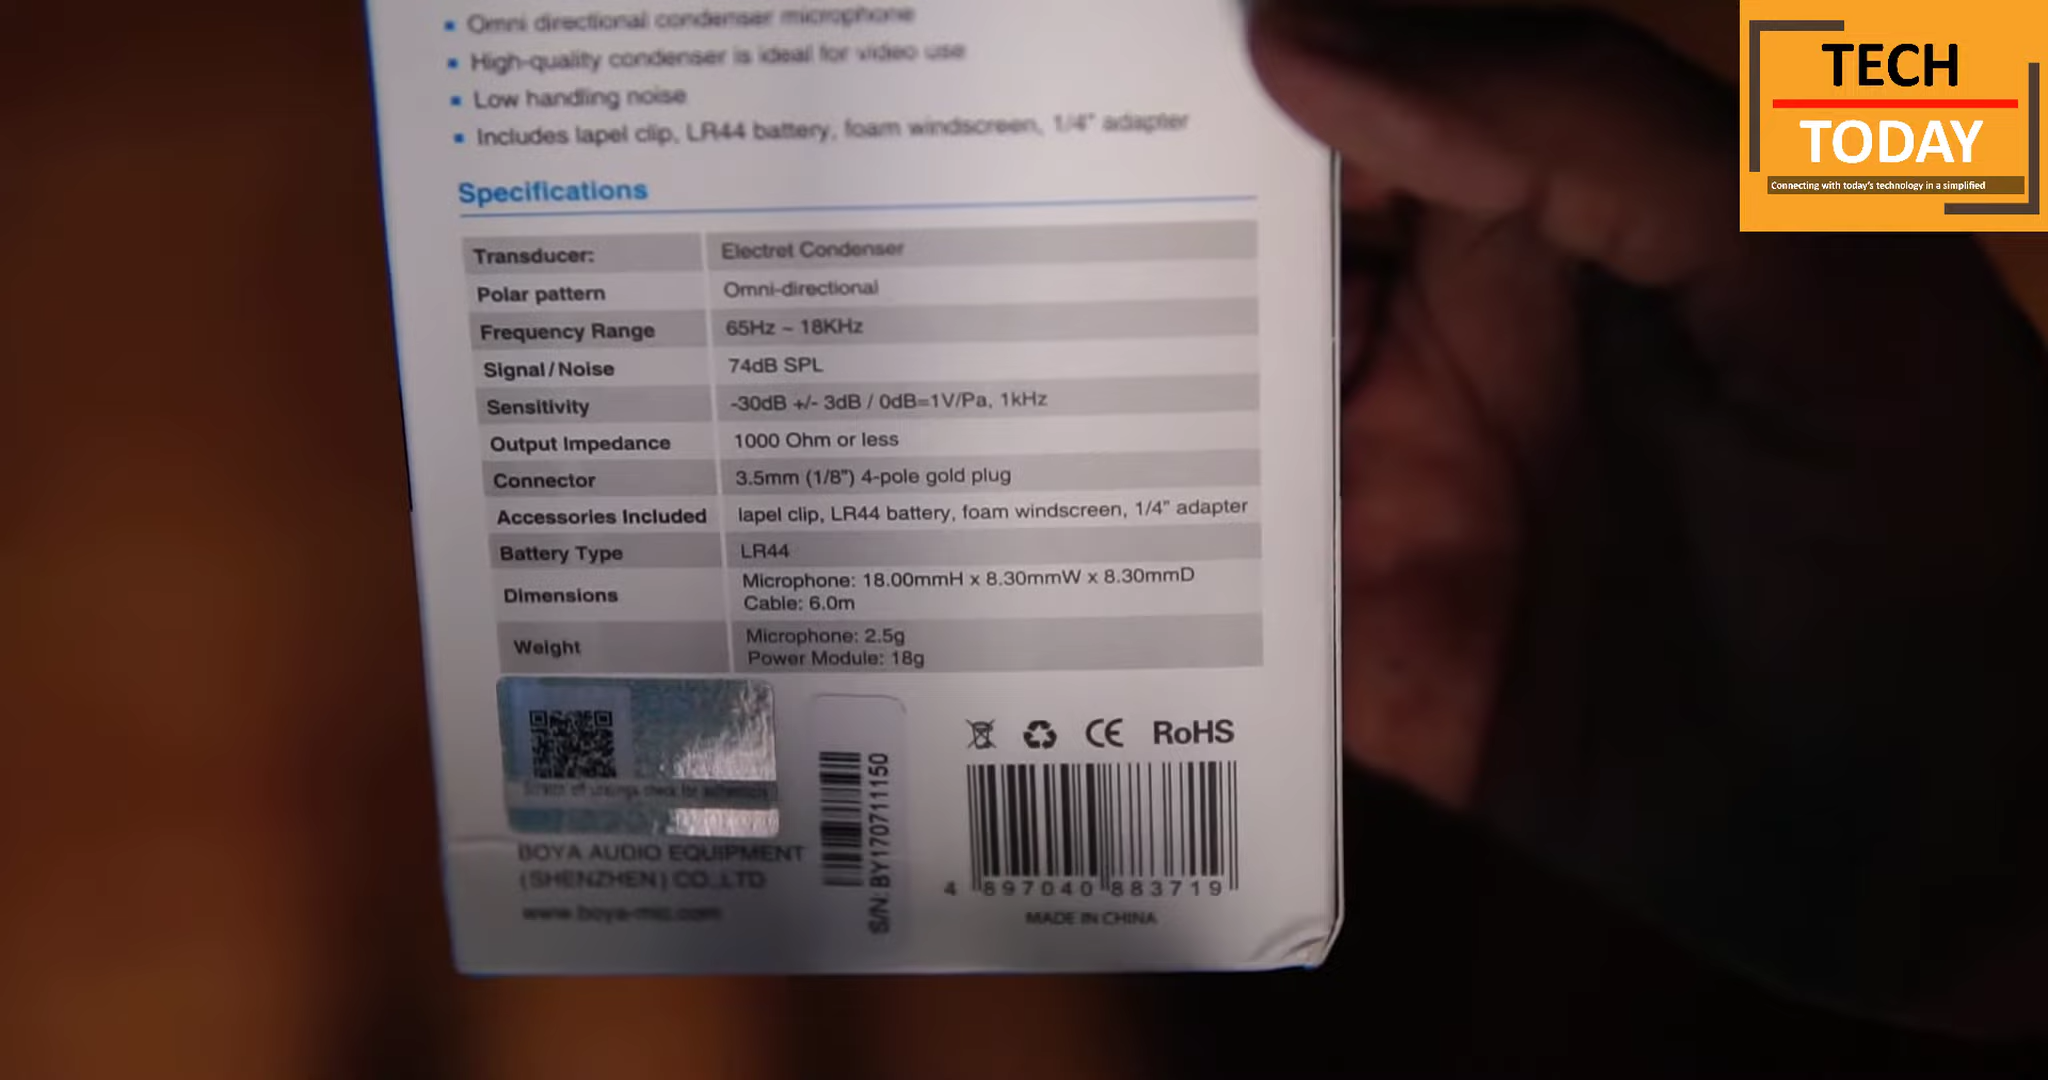 Omni directional condenser microphone
High-quality condenser is ideal for video use
Low handling noise
Includes lapel clip, LR44 battery, foam windscreen, 1/4" adapter
Specifications
Transducer: Electret Condenser
Polar pattern Omni-directional
Frequency Range 65Hz ~ 18KHz
Signal/Noise 74dB SPL
Sensitivity -30dB +/- 3dB / 0dB=1V/Pa, 1kHz
Output Impedance 1000 Ohm or less
Connector 3.5mm (1/8") 4-pole gold plug
Accessories Included lapel clip, LR44 battery, foam windscreen, 1/4" adapter
Battery Type LR44
Dimensions Microphone: 18.00mmH x 8.30mmW x 8.30mmD
Cable: 6.0m
Weight Microphone: 2.5g
Power Module: 18g
CE RoHS
BOYA AUDIO EQUIPMENT
(SHENZHEN) CO.,LTD
www.boya-mic.com
S/N: BY170711150
4 897040 883719
MADE IN CHINA
TECH
TODAY
Connecting with today's technology in a simplified